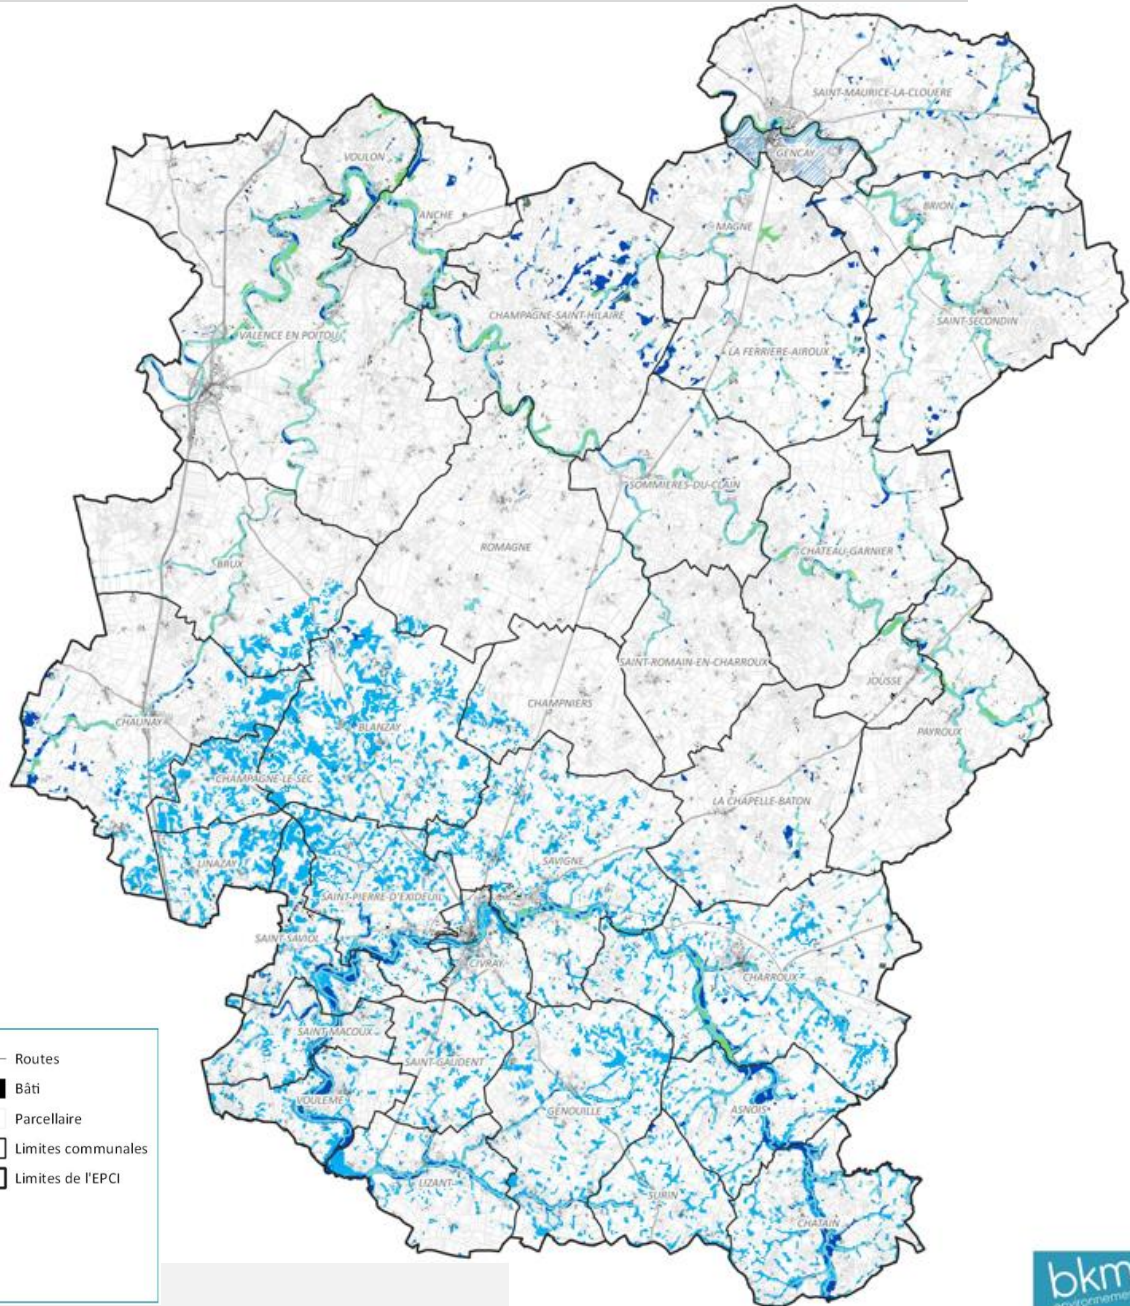 SAINT-MAURICE-LA-CLOUERE
GENCAY
VOULON
ANCHE
BRION
MAGNE
CHAMPAGNE-SAINT-HILAIRE
SAINT-SECONDIN
VALENCE EN POITOU
LA FERRIERE-AIROUX
SOMMIERES-DU-CLAIN
ROMAGNE
CHATEAU-GARNIER
BRUX
SAINT-ROMAIN-EN-CHARROUX
JOUSSE
CHAMPNIERS
CHAUNAY
BLANZAY
PAYROUX
CHAMPAGNE-LE-SEC
LA CHAPELLE-BATON
LINAZAY
SAVIGNE
SAINT-PIERRE-D'EXIDEUIL
SAINT-SAVIOL
CIVRAY
CHARROUX
SAINT-MACOUX
SAINT-GAUDENT
VOULEME
GENOUILLE
ASNOIS
LIZANT
SURIN
CHATAIN
Routes
Bâti
Parcellaire
Limites communales
Limites de l'EPCI
bkm